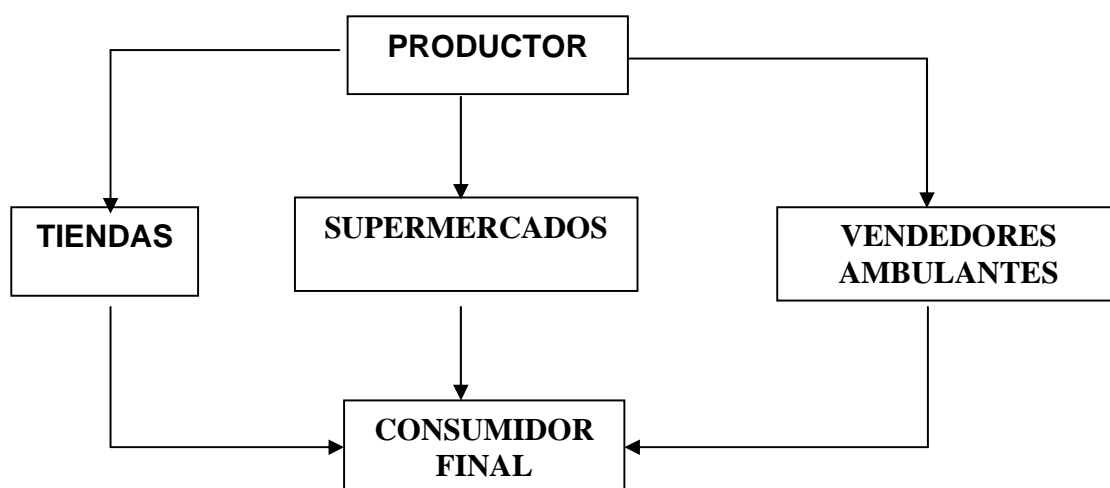 PRODUCTOR
TIENDAS
SUPERMERCADOS
VENDEDORES
AMBULANTES
CONSUMIDOR
FINAL